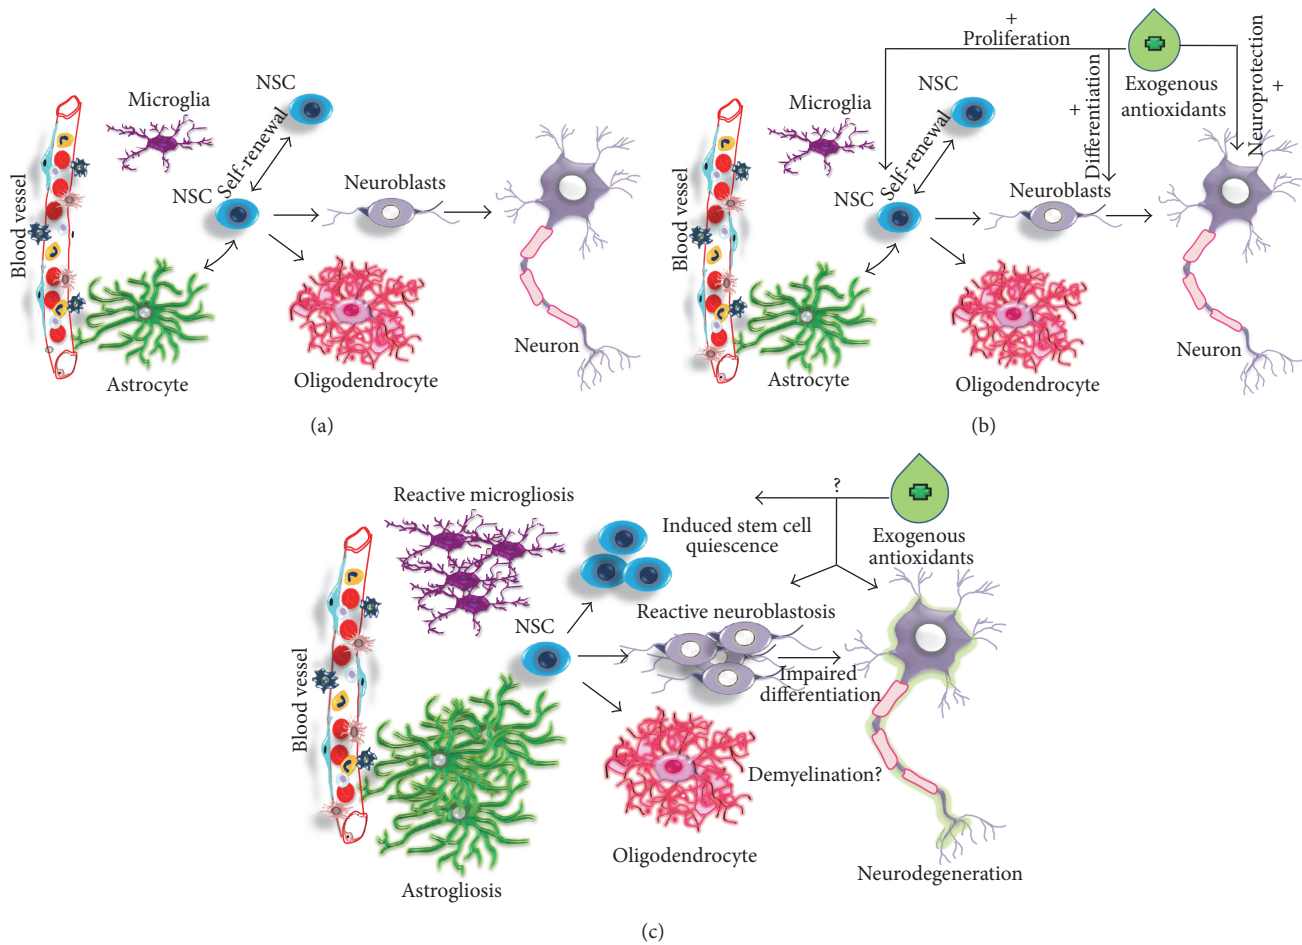 Microglia
NSC
Self-renewal
NSC
Neuroblasts
Blood vessel
Neuron
Astrocyte
Oligodendrocyte
(a)
+
Proliferation
Exogenous
antioxidants
Neuroprotection
+
Differentiation
+
Microglia
NSC
Self-renewal
NSC
Neuroblasts
Blood vessel
Neuron
Astrocyte
Oligodendrocyte
(b)
Reactive microgliosis
?
Induced stem cell
quiescence
Exogenous
antioxidants
NSC
Reactive neuroblastosis
Impaired
differentiation
Blood vessel
Demyelination?
Astrogliosis
Oligodendrocyte
Neurodegeneration
(c)